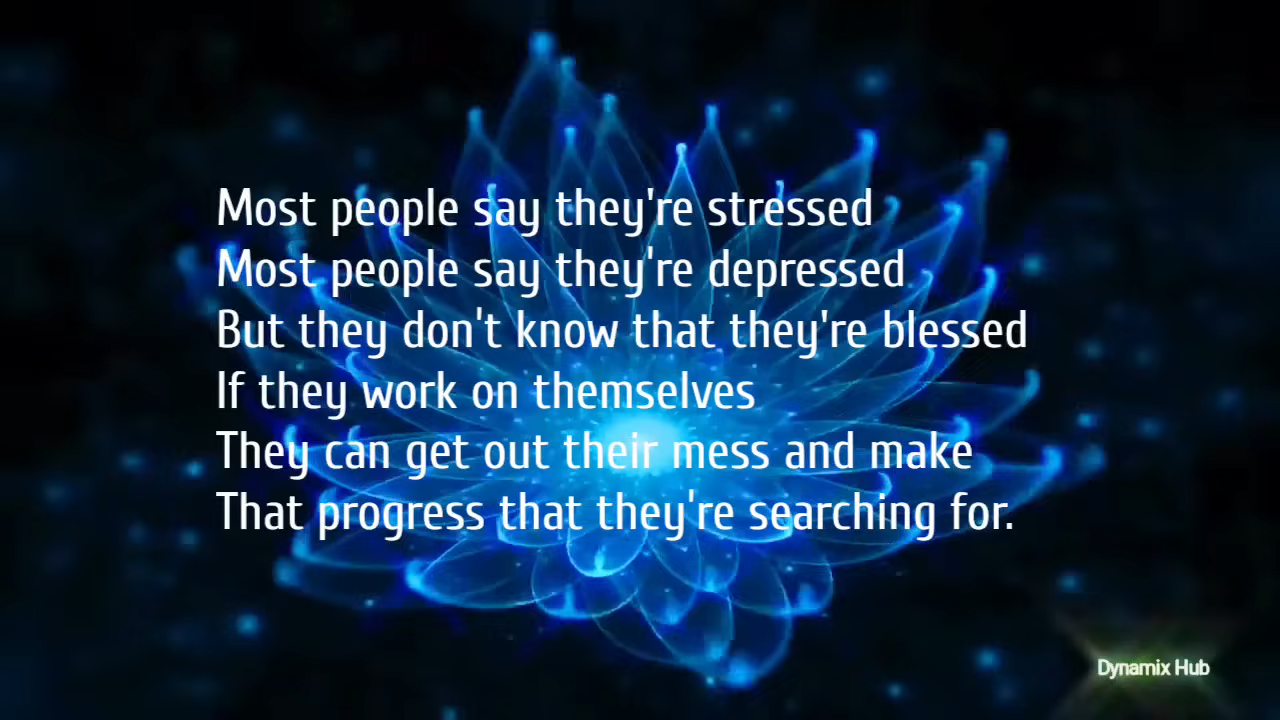 Most people say they're stressed
Most people say they're depressed
But they don't know that they're blessed
If they work on themselves
They can get out their mess and make
That progress that they're searching for.
Dynamix Hub